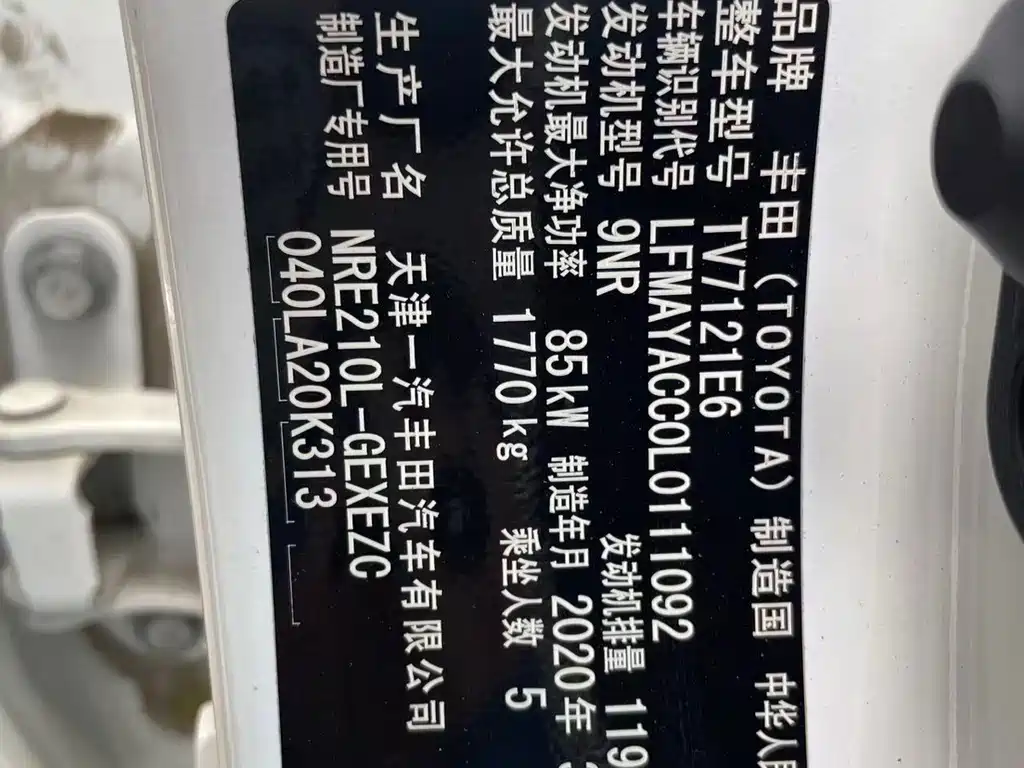 品牌 丰田 (TOYOTA) 制造国 中华人民
整车型号 TV7121E6
车辆识别代号 LFMAYACC0L0111092
发动机型号 9NR 发动机排量 119
发动机最大净功率 85kW 制造年月 2020年
最大允许总质量 1770kg 乘坐人数 5
生产厂名 天津一汽丰田汽车有限公司
制造厂专用号 NRE210L-GEXEZC
040LA20K313